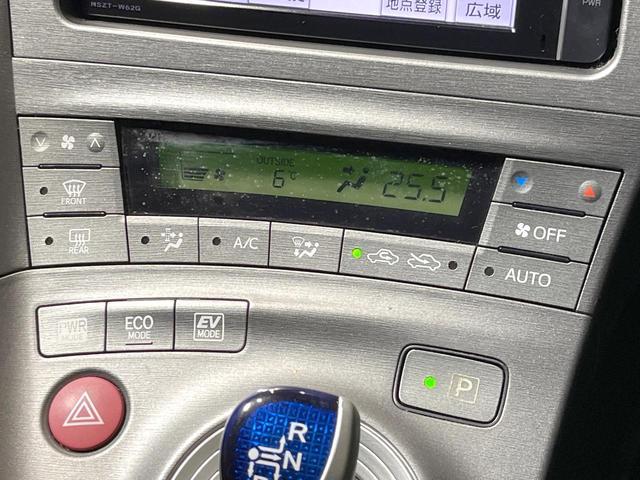 MSZT-W62G
地点登録
広域
PWR
OUTSIDE
6℃
25.5
FRONT
REAR
A/C
OFF
AUTO
PWR MODE
ECO MODE
EV MODE
P
R
N